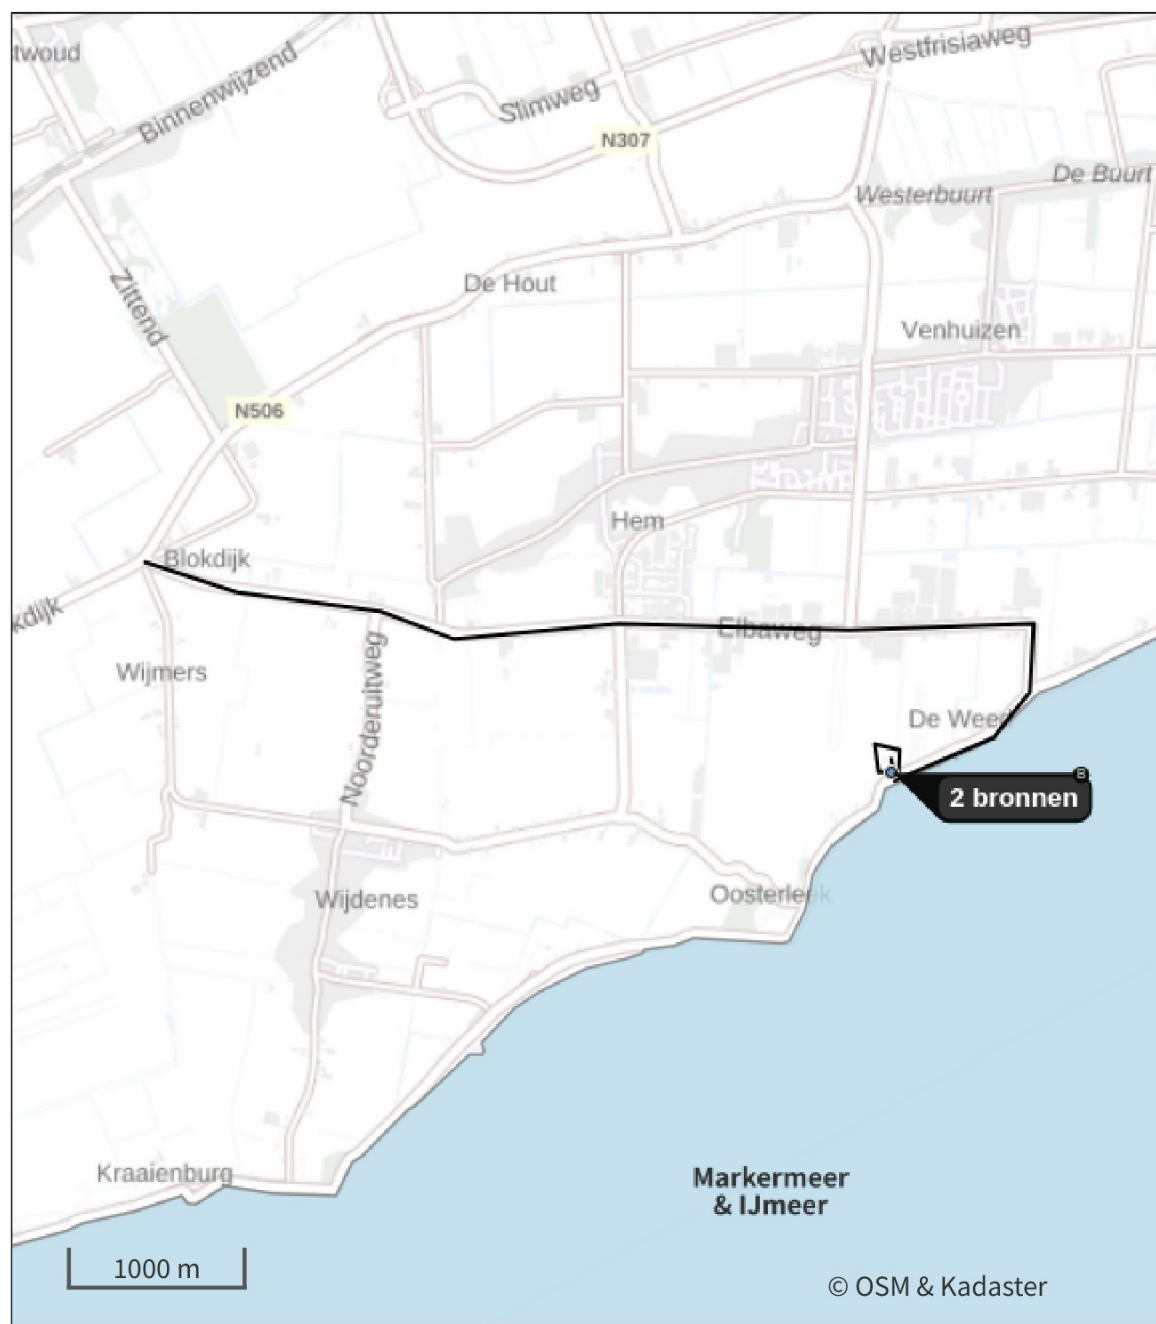 twoud
Binnenwijzend
Slimweg
Westfrisiaweg
N307
De Buurt
Westerbuurt
Zittend
De Hout
Venhuizen
N506
Hem
Blokdijk
kdijk
Elbaweg
Wijmers
Noorderuitweg
De Weed
B
2 bronnen
Wijdenes
Oosterleek
Kraaienburg
Markermeer
& IJmeer
1000 m
© OSM & Kadaster